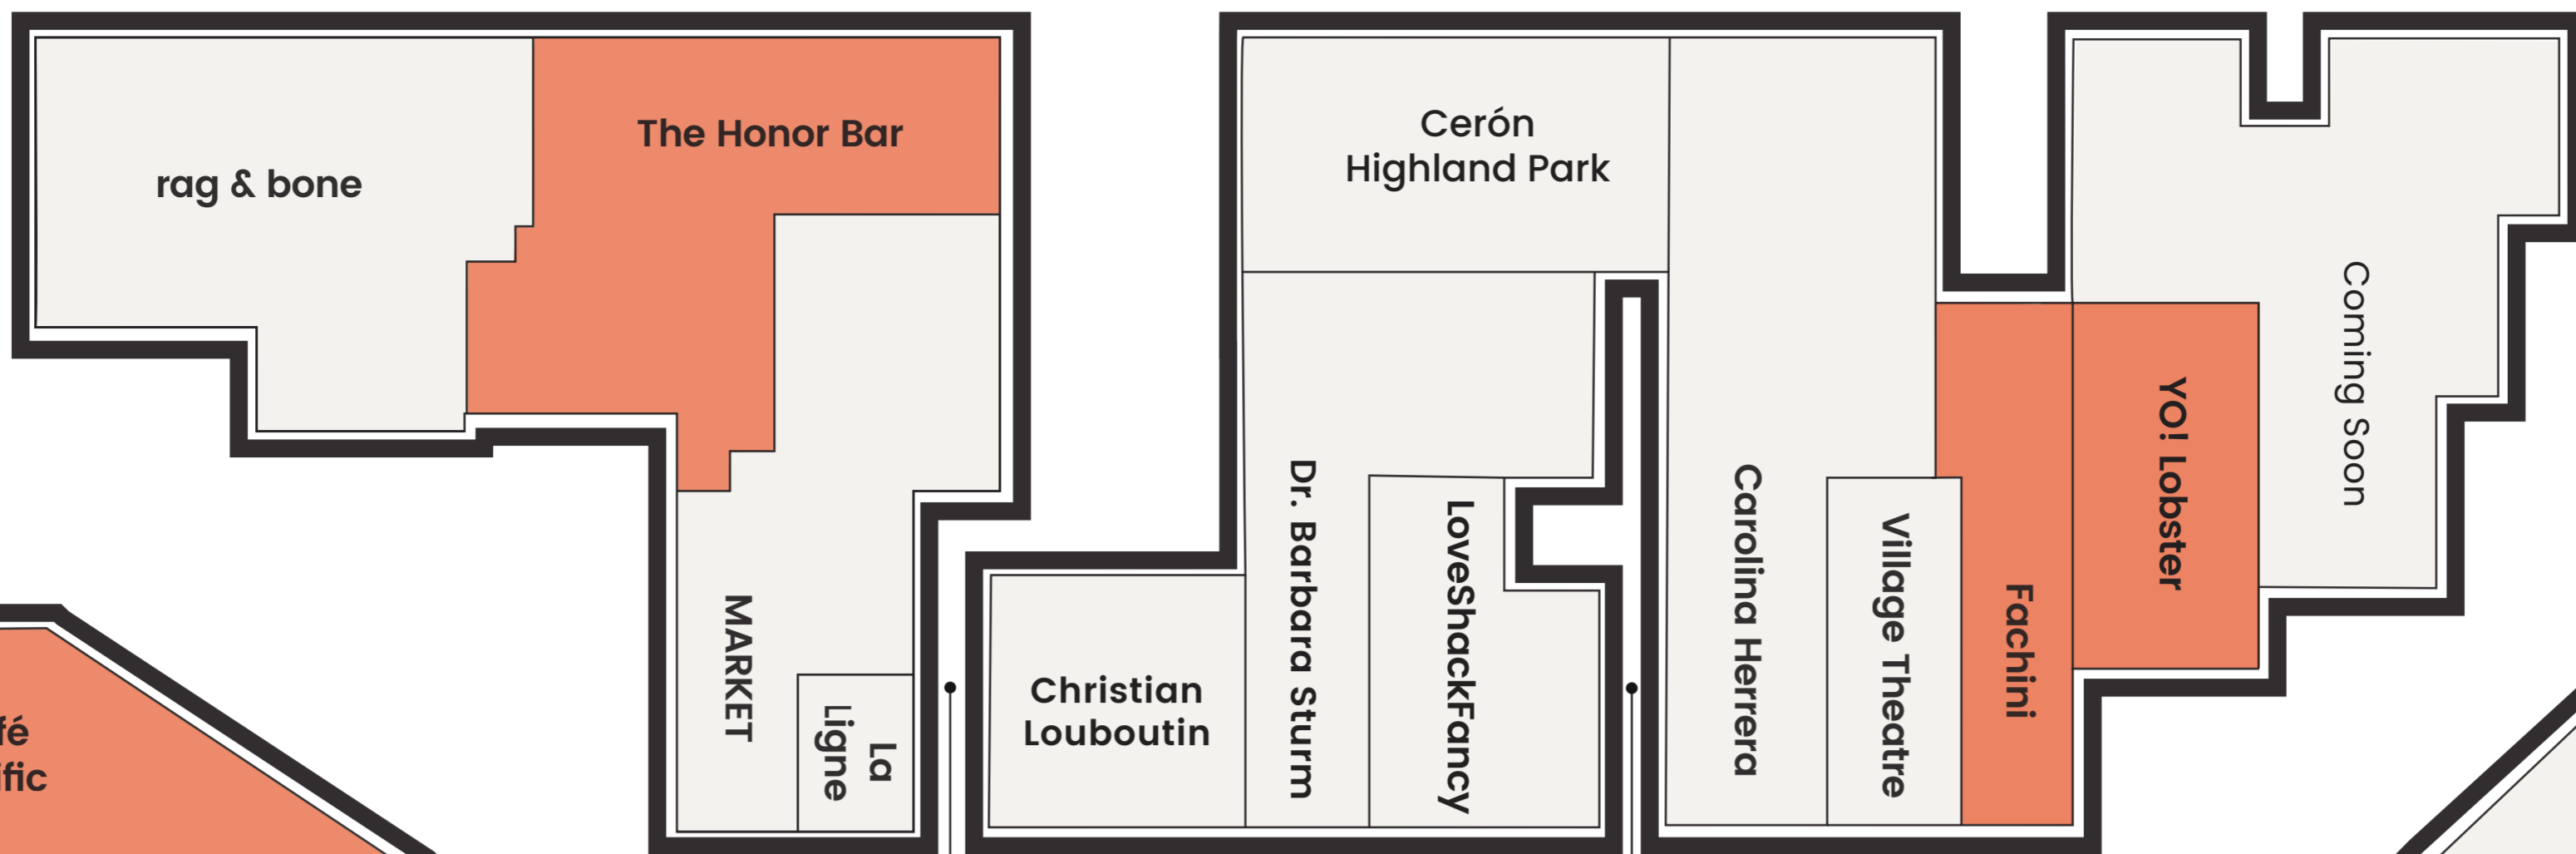 rag & bone
The Honor Bar
MARKET
La
Ligne
Cerón
Highland Park
Christian
Louboutin
Dr. Barbara Sturm
LoveShackFancy
Carolina Herrera
Village Theatre
Fachini
YO! Lobster
Coming Soon